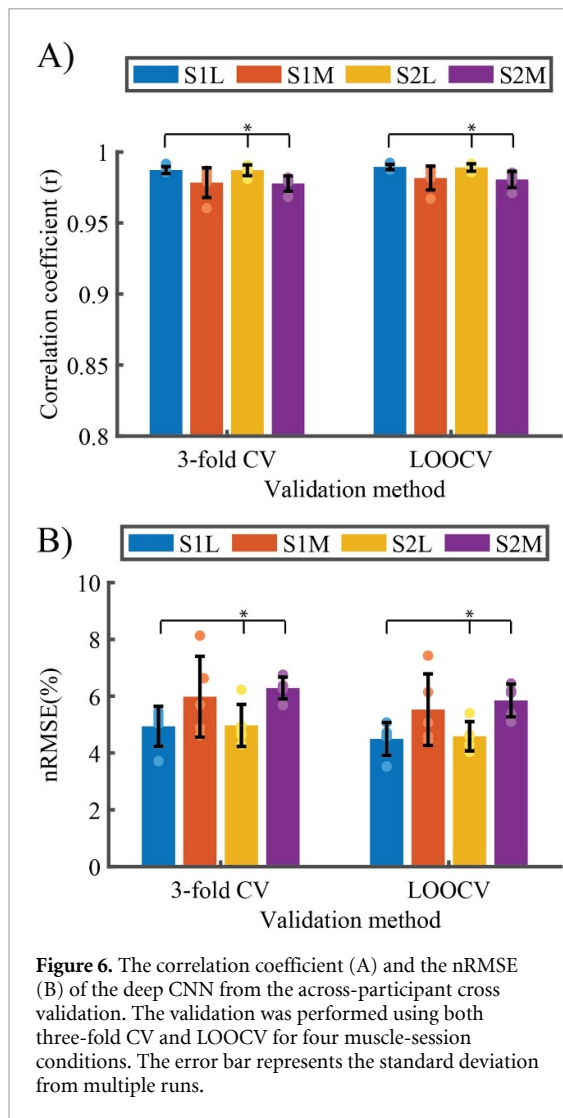 A)
S1L S1M S2L S2M
* *
1
0.95
0.9
0.85
0.8
Correlation coefficient (r)
3-fold CV LOOCV
Validation method
B)
S1L S1M S2L S2M
* *
10
8
6
4
2
0
nRMSE(%)
3-fold CV LOOCV
Validation method
Figure 6. The correlation coefficient (A) and the nRMSE
(B) of the deep CNN from the across-participant cross
validation. The validation was performed using both
three-fold CV and LOOCV for four muscle-session
conditions. The error bar represents the standard deviation
from multiple runs.